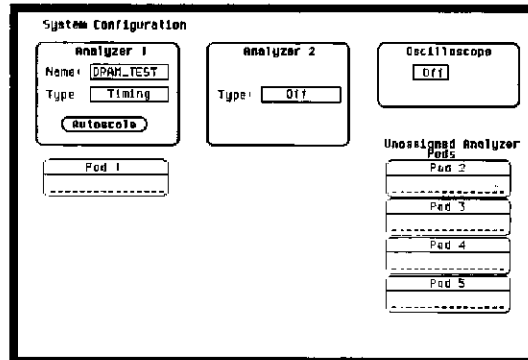 System Configuration
Analyzer 1
Name: DPAM_TEST
Type Timing
Autoscale
Analyzer 2
Type: Off
Oscilloscope
Off
Pod 1
Unassigned Analyzer
Pods
Pod 2
Pod 3
Pod 4
Pod 5